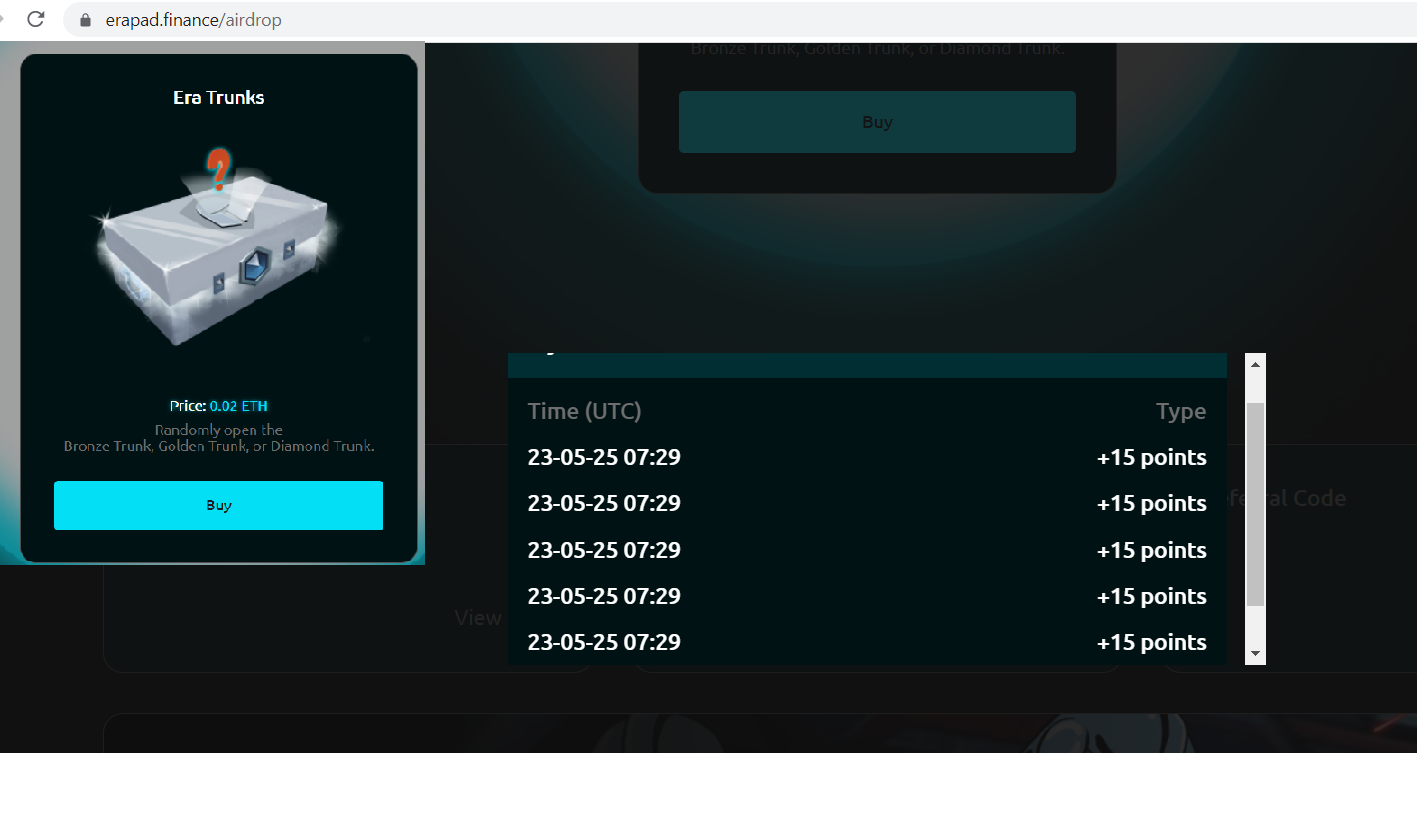 erapad.finance/airdrop
Era Trunks
?
Price: 0.02 ETH
Randomly open the
Bronze Trunk, Golden Trunk, or Diamond Trunk.
Buy
Bronze Trunk, Golden Trunk, or Diamond Trunk.
Buy
Time (UTC) Type
23-05-25 07:29 +15 points
23-05-25 07:29 +15 points
23-05-25 07:29 +15 points
23-05-25 07:29 +15 points
23-05-25 07:29 +15 points
Code
View